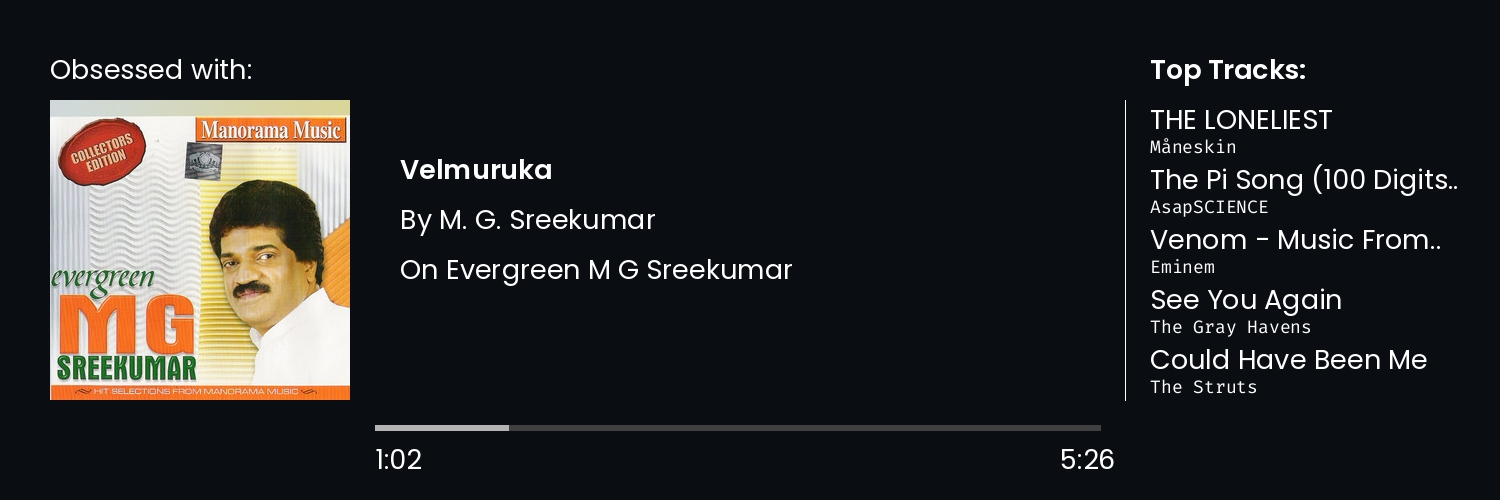 Obsessed with:
COLLECTORS
EDITION
Manorama Music
evergreen
MG
SREEKUMAR
HIT SELECTIONS FROM MANORAMA MUSIC
Velmuruka
By M. G. Sreekumar
On Evergreen M G Sreekumar
1:02
5:26
Top Tracks:
THE LONELIEST
Måneskin
The Pi Song (100 Digits..
AsapSCIENCE
Venom - Music From..
Eminem
See You Again
The Gray Havens
Could Have Been Me
The Struts